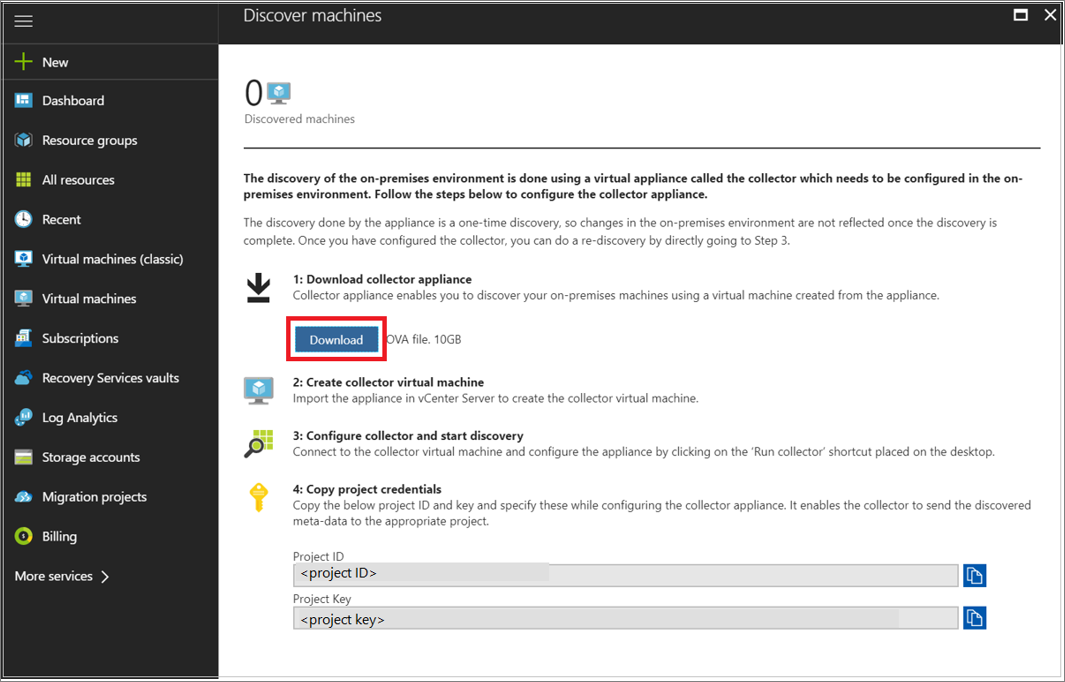 Discover machines
New
Dashboard
Resource groups
All resources
Recent
Virtual machines (classic)
Virtual machines
Subscriptions
Recovery Services vaults
Log Analytics
Storage accounts
Migration projects
Billing
More services
0
Discovered machines
The discovery of the on-premises environment is done using a virtual appliance called the collector which needs to be configured in the on-
premises environment. Follow the steps below to configure the collector appliance.
The discovery done by the appliance is a one-time discovery, so changes in the on-premises environment are not reflected once the discovery is
complete. Once you have configured the collector, you can do a re-discovery by directly going to Step 3.
1: Download collector appliance
Collector appliance enables you to discover your on-premises machines using a virtual machine created from the appliance.
Download OVA file. 10GB
2: Create collector virtual machine
Import the appliance in vCenter Server to create the collector virtual machine.
3: Configure collector and start discovery
Connect to the collector virtual machine and configure the appliance by clicking on the ‘Run collector’ shortcut placed on the desktop.
4: Copy project credentials
Copy the below project ID and key and specify these while configuring the collector appliance. It enables the collector to send the discovered
meta-data to the appropriate project.
Project ID
<project ID>
Project Key
<project key>